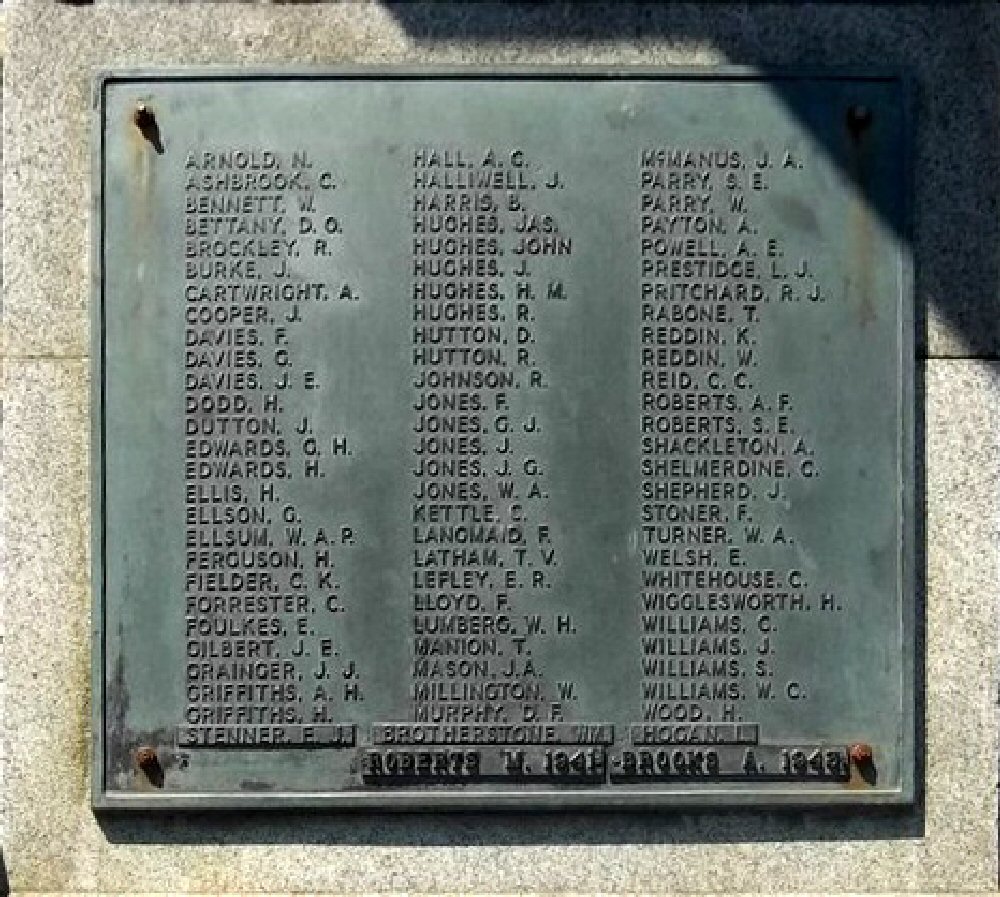 ARNOLD, N.
ASHBROOK, C.
BENNETT, W.
BETTANY, D. O.
BROCKLEY, R.
BURKE, J.
CARTWRIGHT, A.
COOPER, J.
DAVIES, F.
DAVIES, G.
DAVIES, J. E.
DODD, H.
DUTTON, J.
EDWARDS, G. H.
EDWARDS, H.
ELLIS, H.
ELLSON, G.
ELLSUM, W. A. P.
FERGUSON, H.
FIELDER, C. K.
FORRESTER, C.
FOULKES, E.
GILBERT, J. E.
GRAINGER, J. J.
GRIFFITHS, A. H.
GRIFFITHS, H.
STENNER, F. J.
HALL, A. C.
HALLIWELL, J.
HARRIS, B.
HUGHES, JAS.
HUGHES, JOHN
HUGHES, J.
HUGHES, H. M.
HUGHES, R.
HUTTON, D.
HUTTON, R.
JOHNSON, R.
JONES, F.
JONES, G. J.
JONES, J.
JONES, J. G.
JONES, W. A.
KETTLE, C.
LANGMAID, F.
LATHAM, T. V.
LEFLEY, E. R.
LLOYD, F.
LUMBERG, W. H.
MANION, T.
MASON, J.A.
MILLINGTON, W.
MURPHY, D. F.
BROTHERSTONE, WM.
ROBERTS M.
McMANUS, J. A.
PARRY, S. E.
PARRY, W.
PAYTON, A.
POWELL, A. E.
PRESTIDGE, L. J.
PRITCHARD, R. J.
RABONE, T.
REDDIN, K.
REDDIN, W.
REID, C. C.
ROBERTS, A. F.
ROBERTS, S. E.
SHACKLETON, A.
SHELMERDINE, C.
SHEPHERD, J.
STONER, F.
TURNER, W. A.
WELSH, E.
WHITEHOUSE, C.
WIGGLESWORTH, H.
WILLIAMS, C.
WILLIAMS, J.
WILLIAMS, S.
WILLIAMS, W. C.
WOOD, H.
HOGAN, L.
BROOKS A.